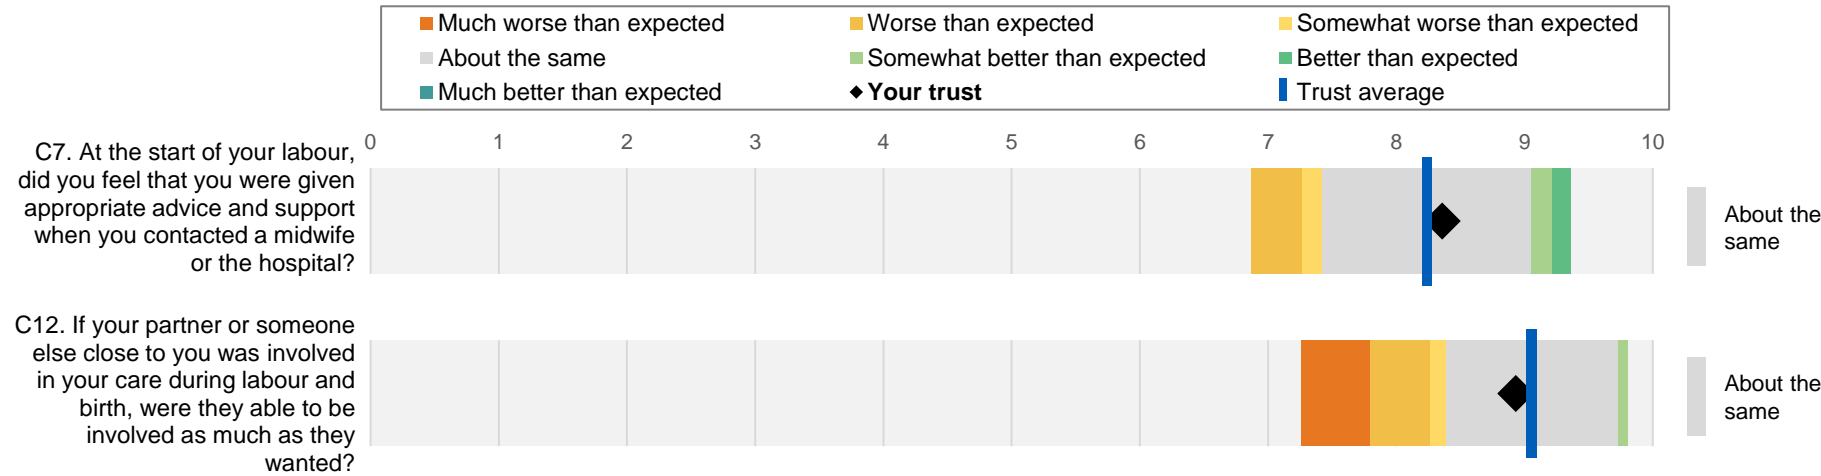 Much worse than expected
Worse than expected
Somewhat worse than expected
About the same
Somewhat better than expected
Better than expected
Much better than expected
Your trust
Trust average
0 1 2 3 4 5 6 7 8 9 10
C7. At the start of your labour,
did you feel that you were given
appropriate advice and support
when you contacted a midwife
or the hospital?
About the
same
C12. If your partner or someone
else close to you was involved
in your care during labour and
birth, were they able to be
involved as much as they
wanted?
About the
same